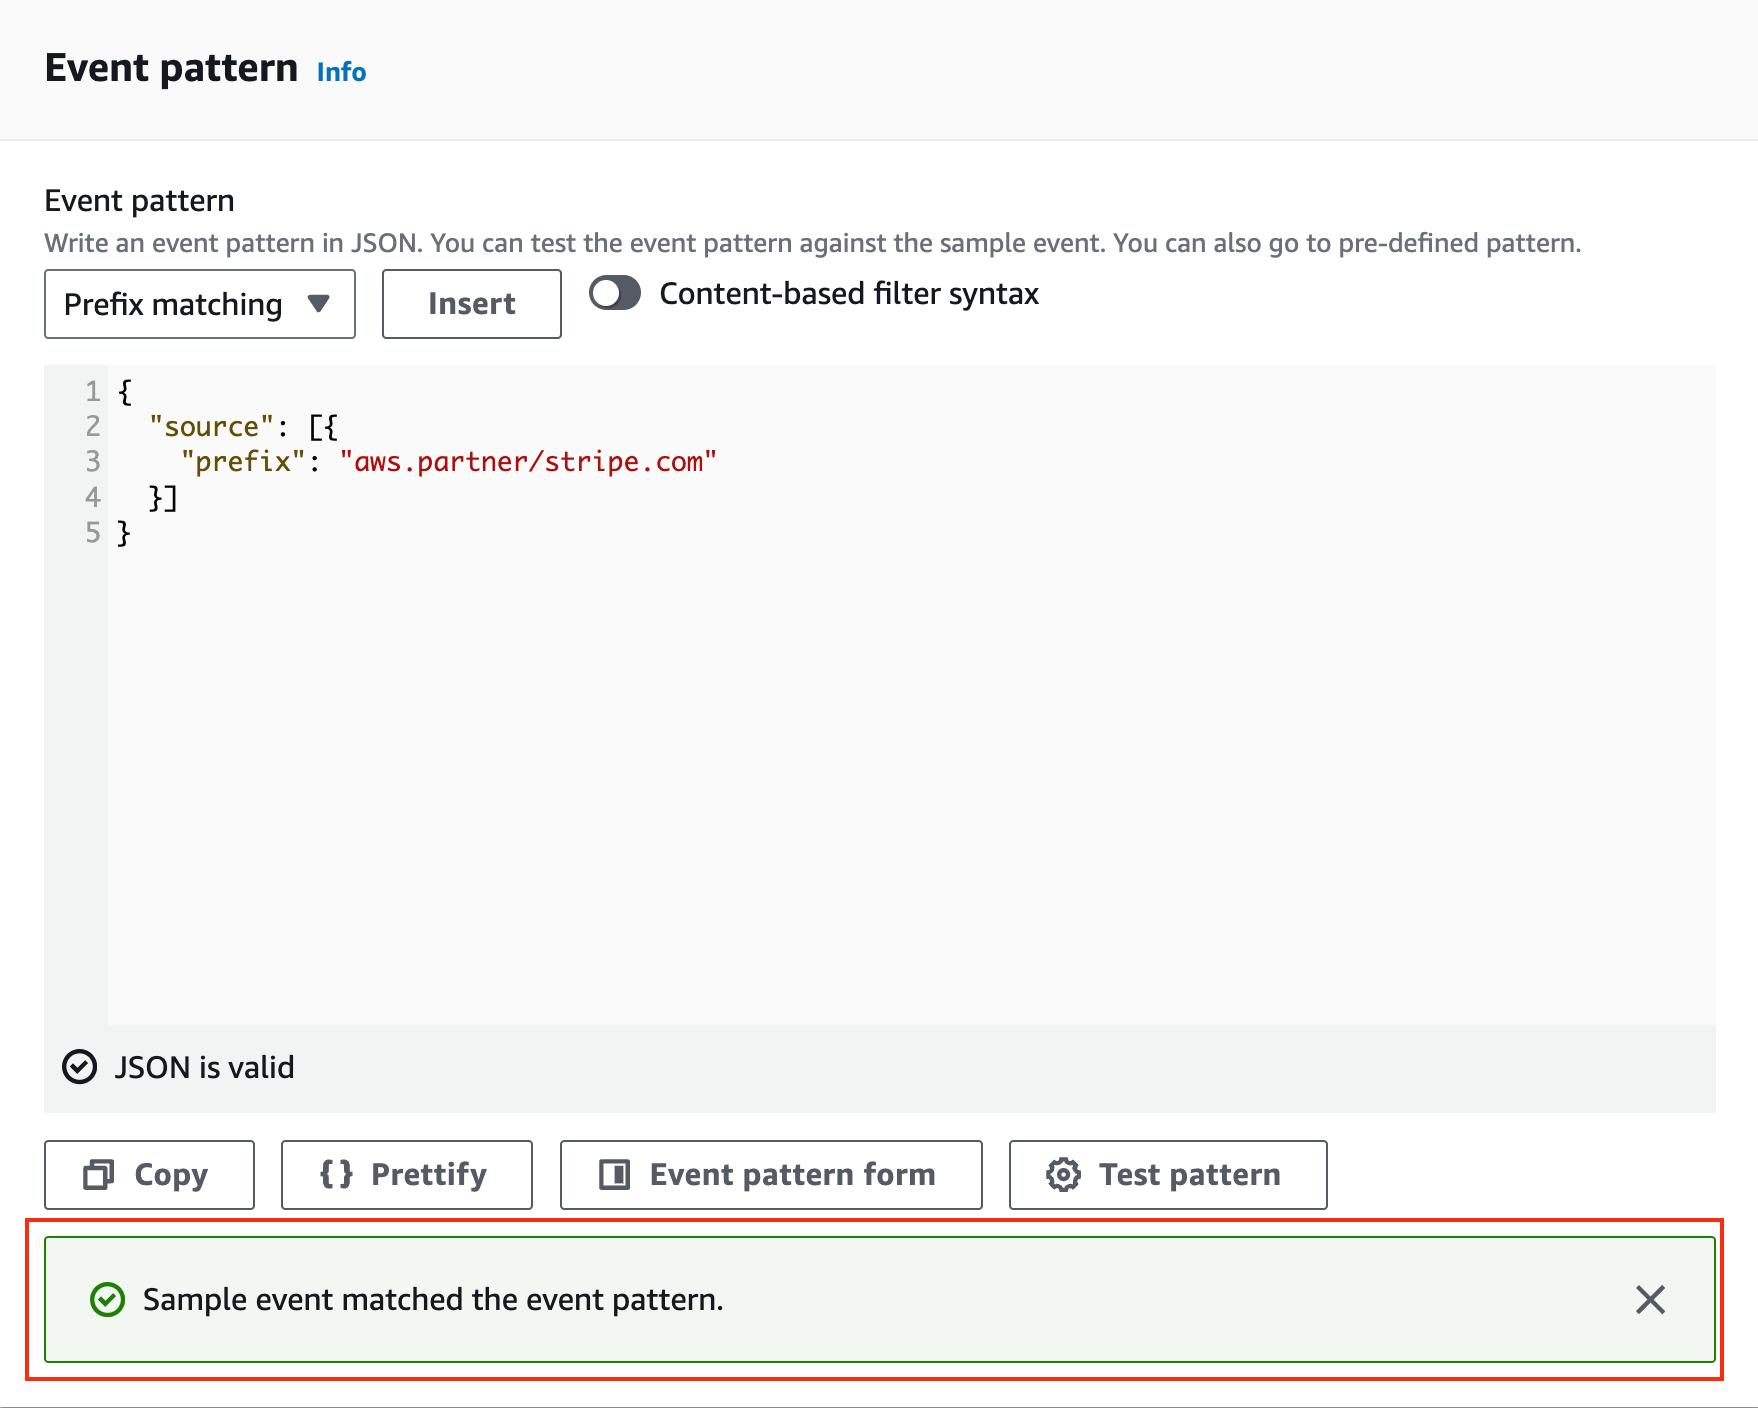 Event pattern Info
Event pattern
Write an event pattern in JSON. You can test the event pattern against the sample event. You can also go to pre-defined pattern.
Prefix matching Insert Content-based filter syntax
1 {
2   "source": [{
3     "prefix": "aws.partner/stripe.com"
4   }]
5 }
JSON is valid
Copy {} Prettify Event pattern form Test pattern
Sample event matched the event pattern.